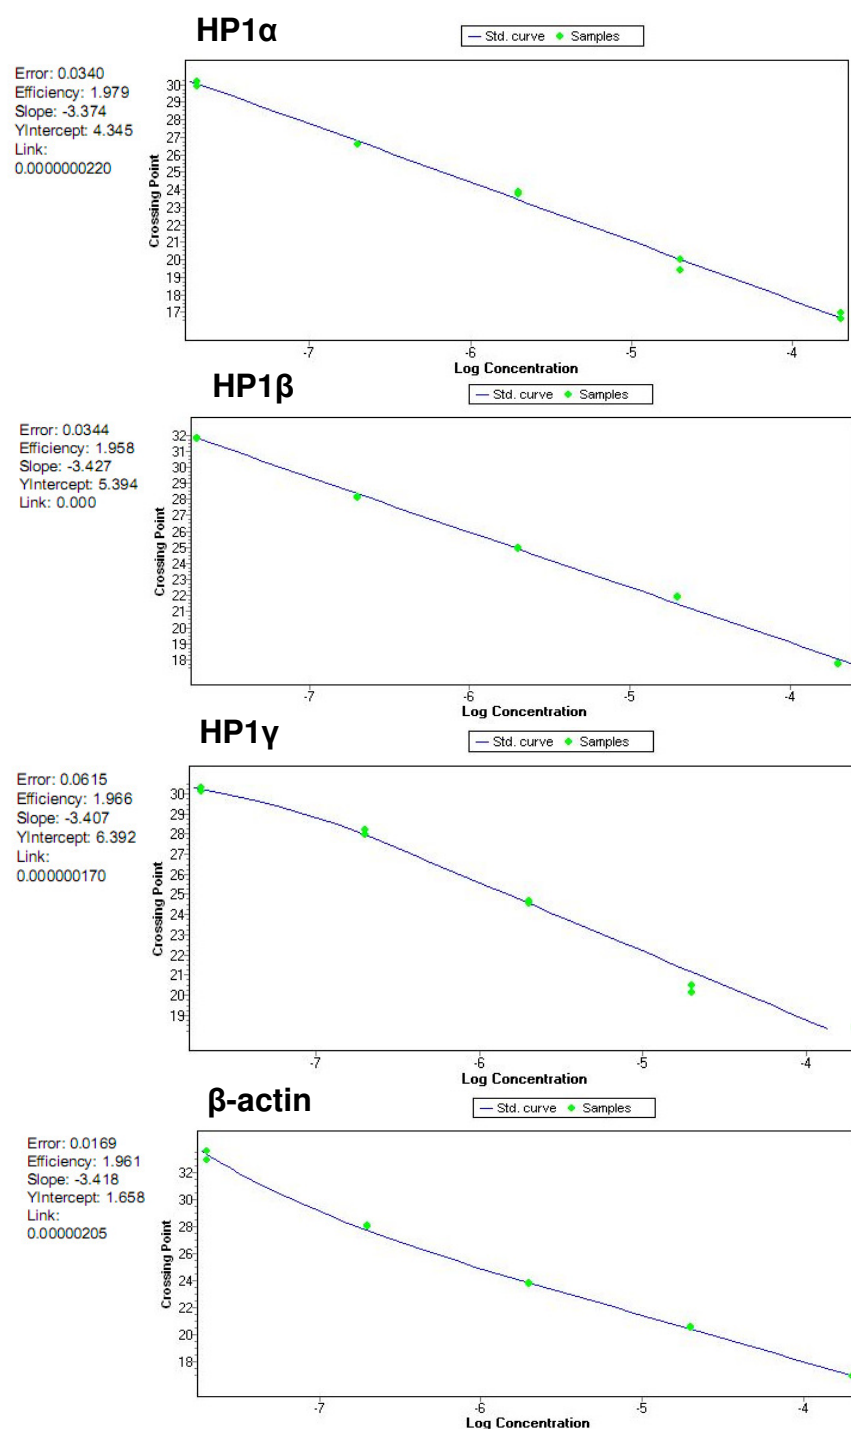 HP1α
Std. curve Samples
Error: 0.0340
Efficiency: 1.979
Slope: -3.374
YIntercept: 4.345
Link:
0.0000000220
Crossing Point
30
29
28
27
26
25
24
23
22
21
20
19
18
17
-7 -6 -5 -4
Log Concentration
HP1β
Std. curve Samples
Error: 0.0344
Efficiency: 1.958
Slope: -3.427
YIntercept: 5.394
Link: 0.000
Crossing Point
32
31
30
29
28
27
26
25
24
23
22
21
20
19
18
-7 -6 -5 -4
Log Concentration
HP1γ
Std. curve Samples
Error: 0.0615
Efficiency: 1.966
Slope: -3.407
YIntercept: 6.392
Link:
0.000000170
Crossing Point
30
29
28
27
26
25
24
23
22
21
20
19
-7 -6 -5 -4
Log Concentration
β-actin
Std. curve Samples
Error: 0.0169
Efficiency: 1.961
Slope: -3.418
YIntercept: 1.658
Link:
0.00000205
Crossing Point
32
30
28
26
24
22
20
18
-7 -6 -5 -4
Log Concentration